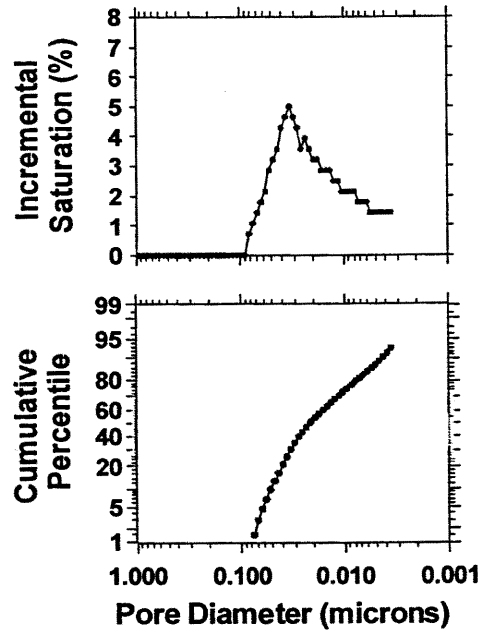 8
7
6
5
4
3
2
1
0
Incremental
Saturation (%)
99
95
80
60
40
20
5
1
Cumulative
Percentile
1.000 0.100 0.010 0.001
Pore Diameter (microns)